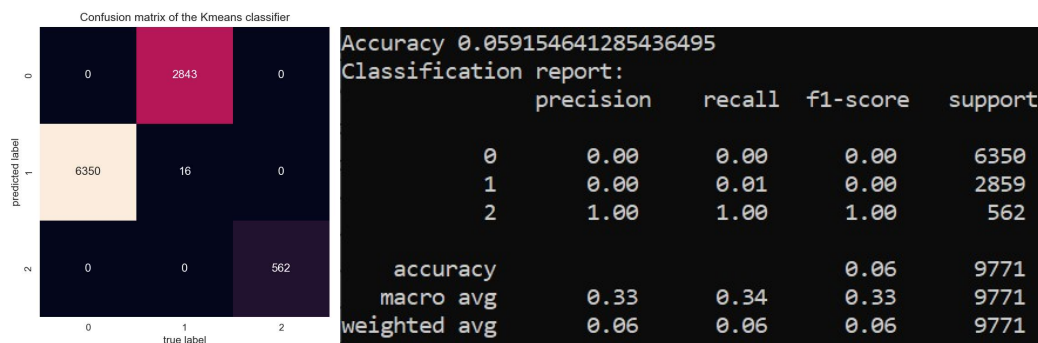 Confusion matrix of the Kmeans classifier
predicted label
0
0 2843 0
1
6350 16 0
2
0 0 562
0 1 2
true label
Accuracy 0.059154641285436495
Classification report:
precision recall f1-score support
0 0.00 0.00 0.00 6350
1 0.00 0.01 0.00 2859
2 1.00 1.00 1.00 562
accuracy 0.06 9771
macro avg 0.33 0.34 0.33 9771
weighted avg 0.06 0.06 0.06 9771